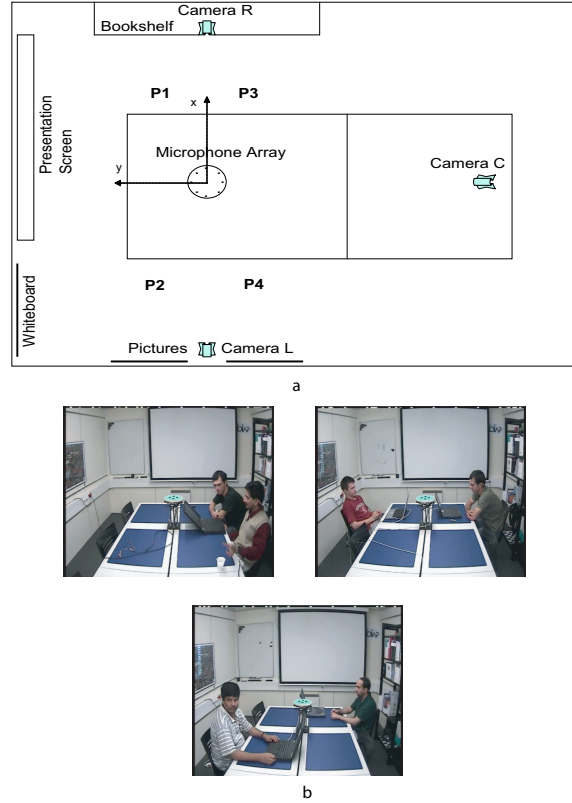 Camera R
Bookshelf
P1 P3
x
Presentation
Screen
Microphone Array
y
Camera C
P2 P4
Whiteboard
Pictures Camera L
a
b